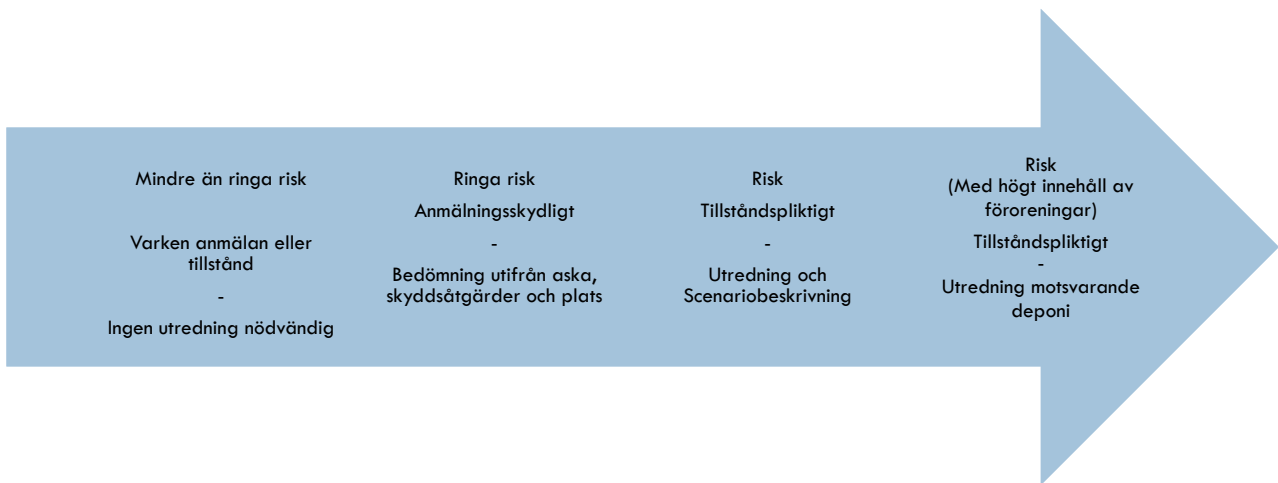 Mindre än ringa risk
Varken anmälan eller
tillstånd
-
Ingen utredning nödvändig
Ringa risk
Anmälningsskydligt
-
Bedömning utifrån aska,
skyddsåtgärder och plats
Risk
Tillståndspliktigt
-
Utredning och
Scenariobeskrivning
Risk
(Med högt innehåll av
föroreningar)
Tillståndspliktigt
-
Utredning motsvarande
deponi